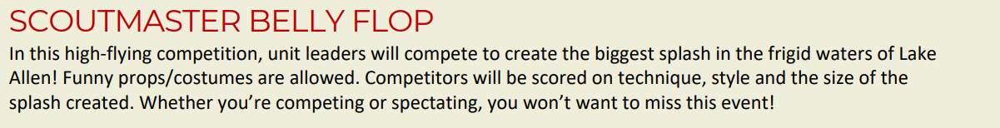 SCOUTMASTER BELLY FLOP
In this high-flying competition, unit leaders will compete to create the biggest splash in the frigid waters of Lake
Allen! Funny props/costumes are allowed. Competitors will be scored on technique, style and the size of the
splash created. Whether you’re competing or spectating, you won’t want to miss this event!